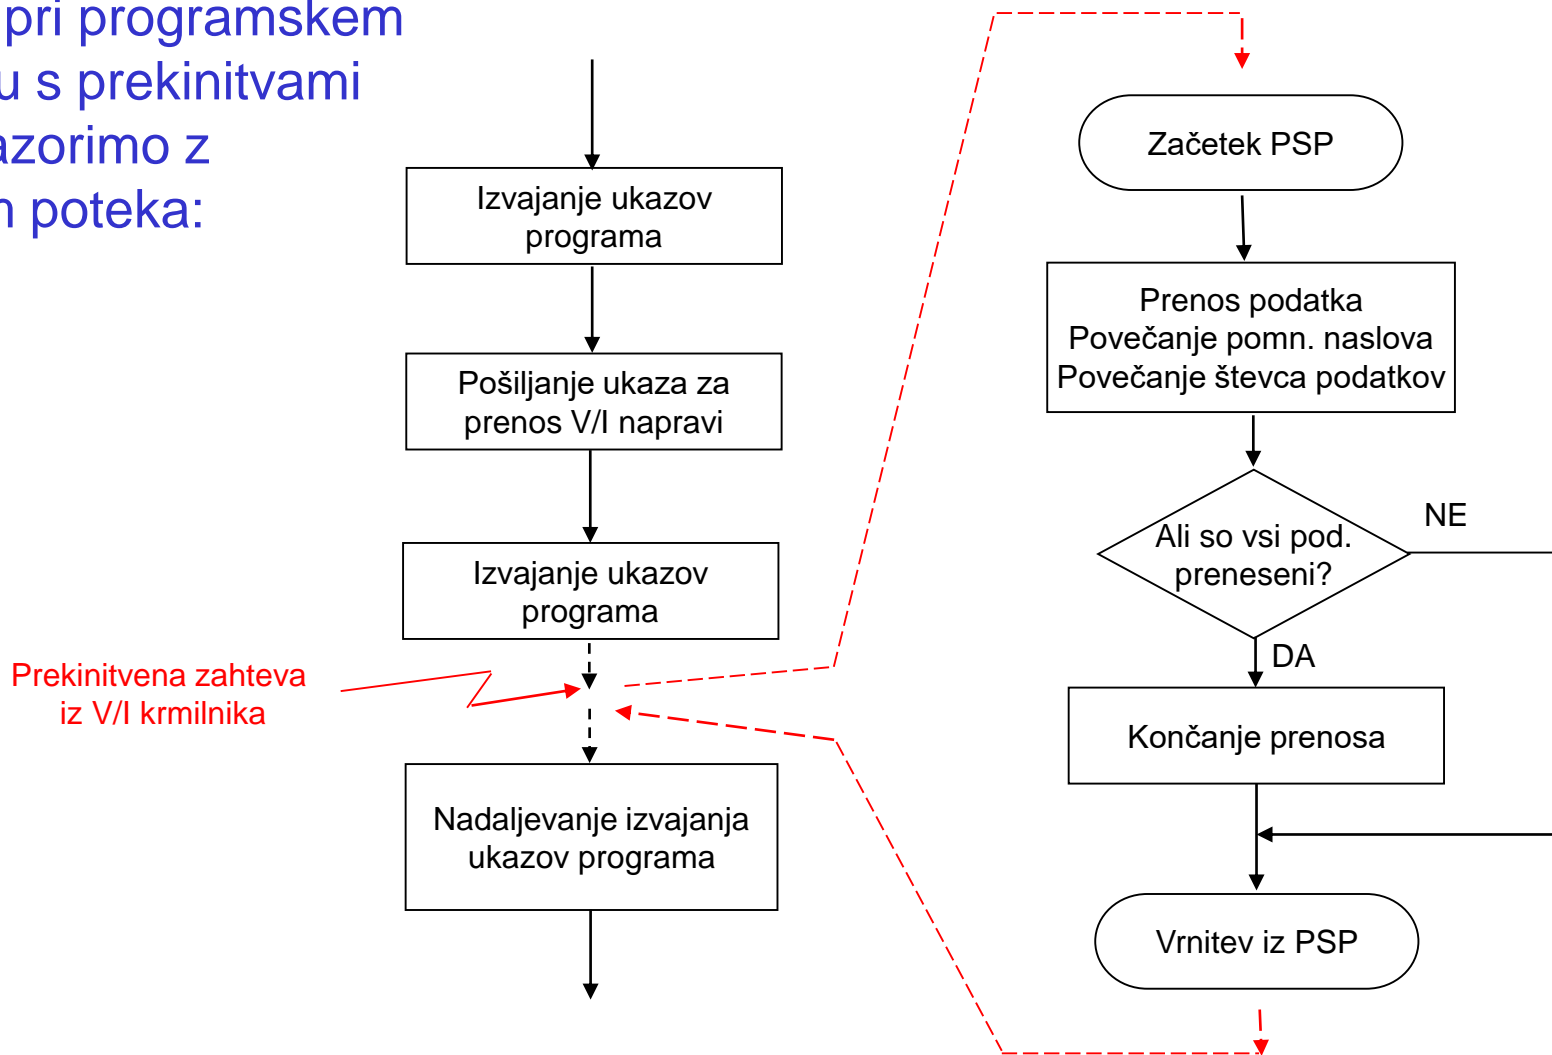 pri programskem
u s prekinitvami
azorimo z
poteka:
Izvajanje ukazov
programa
Pošiljanje ukaza za
prenos V/I napravi
Izvajanje ukazov
programa
Prekinitvena zahteva
iz V/I krmilnika
Nadaljevanje izvajanja
ukazov programa
Začetek PSP
Prenos podatka
Povečanje pomn. naslova
Povečanje števca podatkov
Ali so vsi pod.
preneseni?
NE
DA
Končanje prenosa
Vrnitev iz PSP